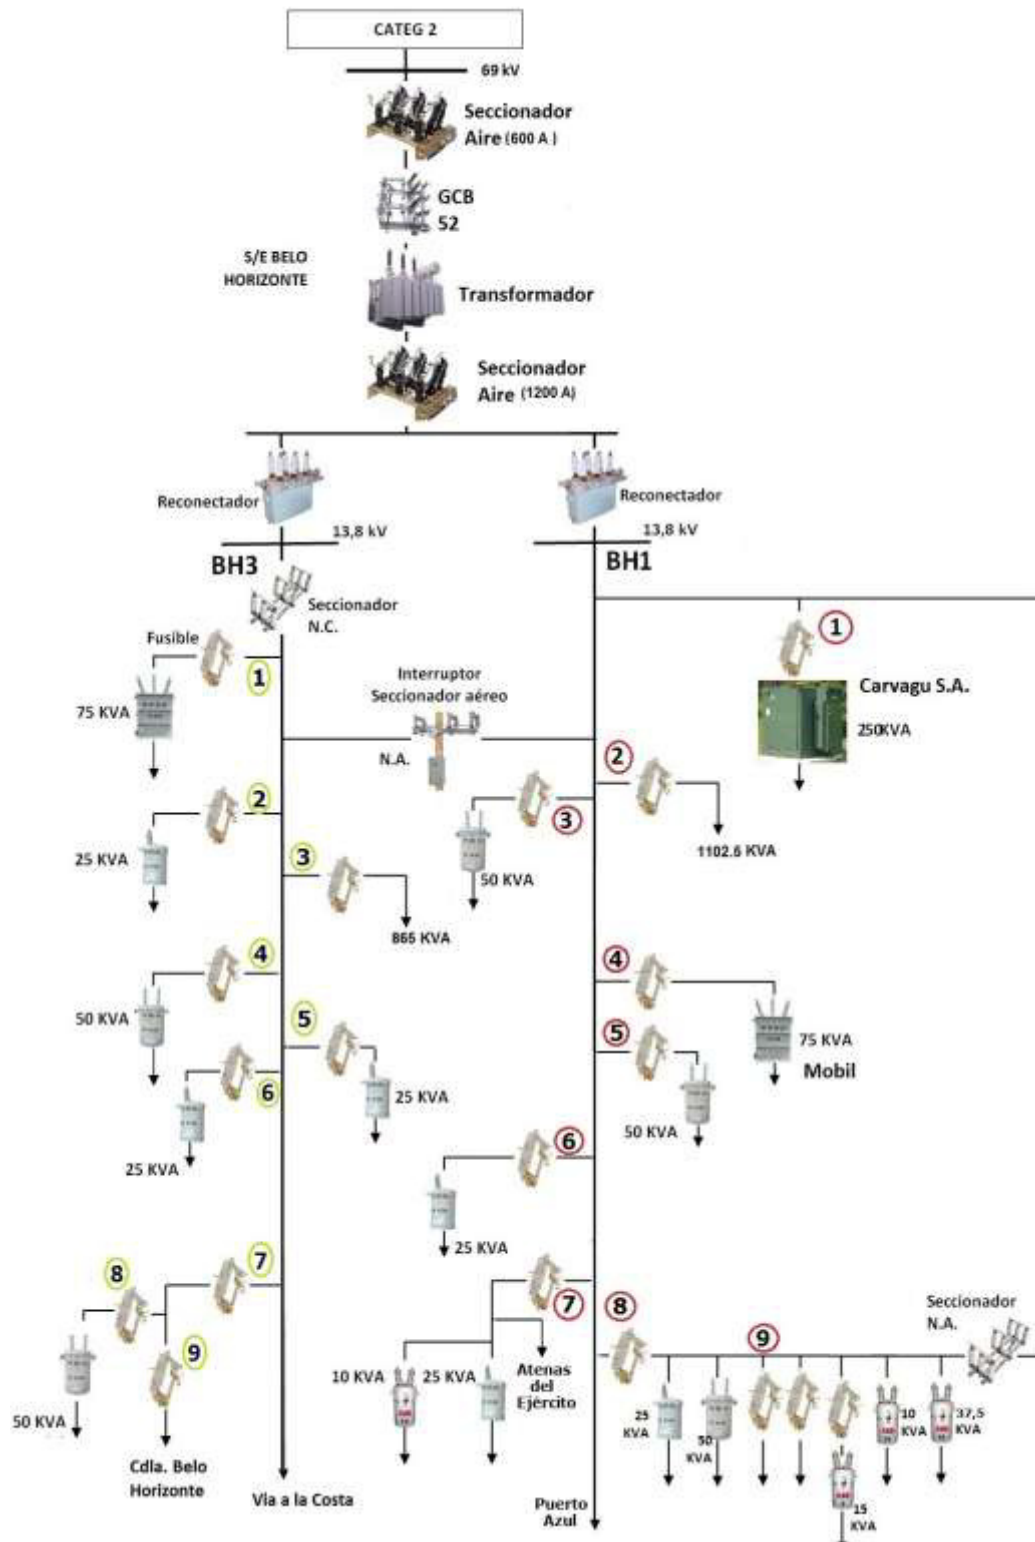 CATEG 2
69 kV
Seccionador
Aire (600 A )
GCB
52
S/E BELO
HORIZONTE
Transformador
Seccionador
Aire (1200 A)
Reconectador
13,8 kV
BH3
Reconectador
13,8 kV
BH1
Seccionador
N.C.
Fusible
1
75 KVA
Interruptor
Seccionador aéreo
N.A.
1
Carvagu S.A.
250KVA
2
25 KVA
3
865 KVA
2
1102.6 KVA
3
50 KVA
4
50 KVA
5
25 KVA
6
25 KVA
4
75 KVA
Mobil
5
50 KVA
6
25 KVA
7
8
50 KVA
9
Cdla. Belo
Horizonte
Via a la Costa
7
10 KVA
25 KVA
Atenas
del
Ejército
8
9
Seccionador
N.A.
25
KVA
50
KVA
10
KVA
37,5
KVA
15
KVA
Puerto
Azul